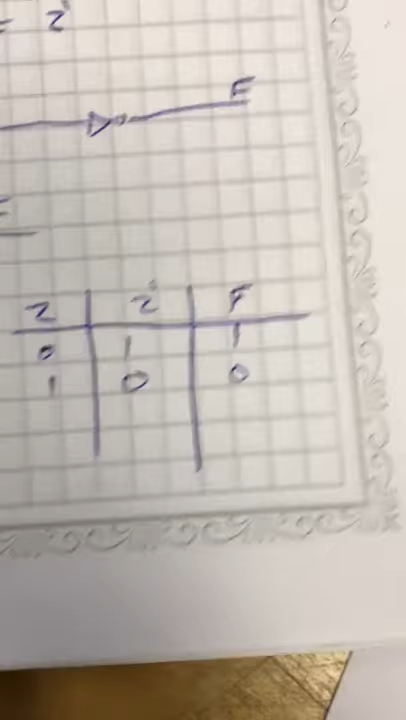 = z'
F
F
z z' F
0 1 1
1 0 0